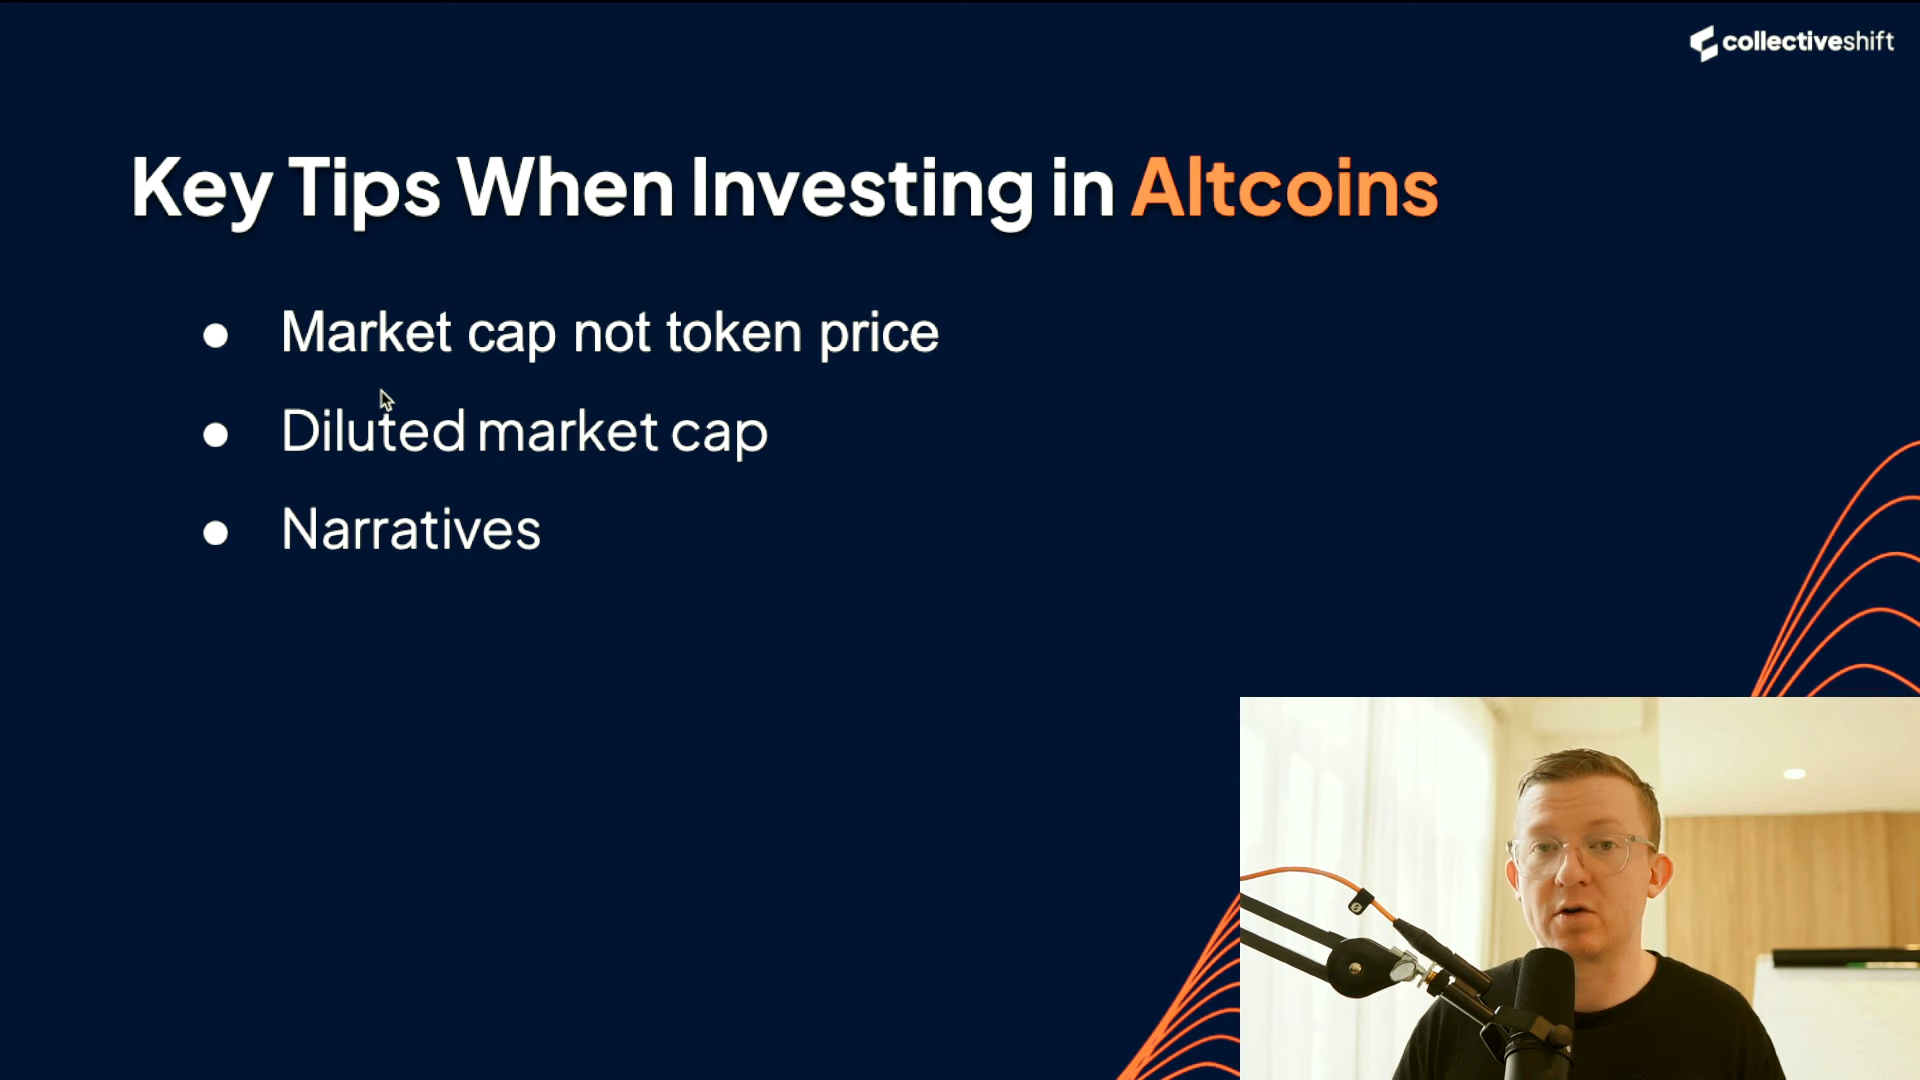 collectiveshift
Key Tips When Investing in Altcoins
● Market cap not token price
● Diluted market cap
● Narratives